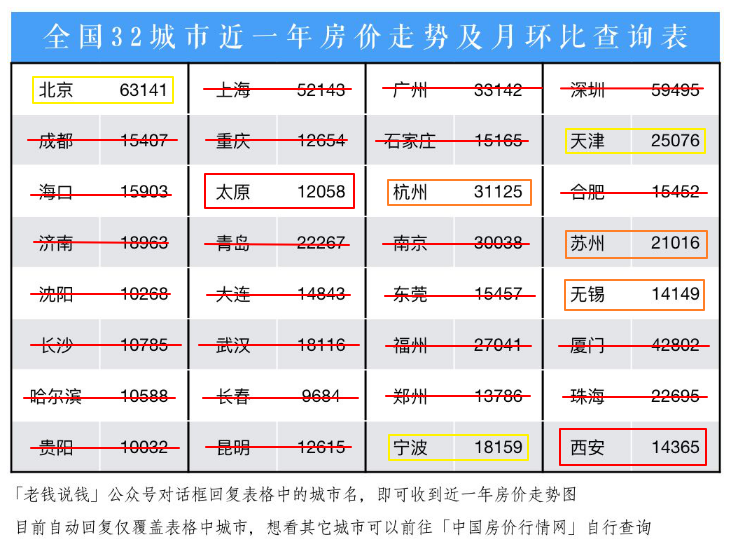 全国32城市近一年房价走势及月环比查询表
北京 63141 上海 52143 广州 33142 深圳 59495
成都 15407 重庆 12654 石家庄 15165 天津 25076
海口 15903 太原 12058 杭州 31125 合肥 15452
济南 18963 青岛 22267 南京 30038 苏州 21016
沈阳 10268 大连 14843 东莞 15457 无锡 14149
长沙 10785 武汉 18116 福州 27041 厦门 42802
哈尔滨 10588 长春 9684 郑州 13786 珠海 22695
贵阳 10032 昆明 12615 宁波 18159 西安 14365
「老钱说钱」公众号对话框回复表格中的城市名，即可收到近一年房价走势图
目前自动回复仅覆盖表格中城市，想看其它城市可以前往「中国房价行情网」自行查询